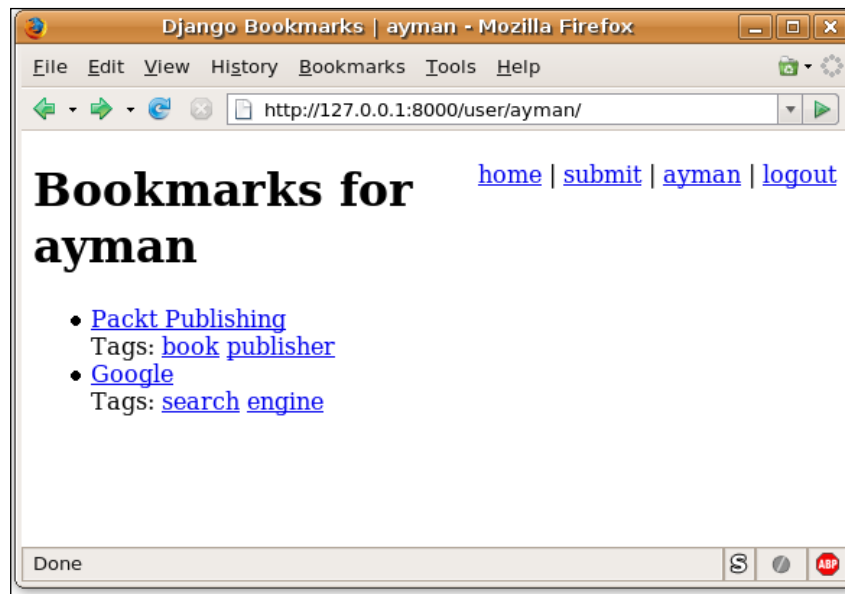 Django Bookmarks | ayman - Mozilla Firefox
File Edit View History Bookmarks Tools Help
http://127.0.0.1:8000/user/ayman/
home | submit | ayman | logout
Bookmarks for
ayman
Packt Publishing
Tags: book publisher
Google
Tags: search engine
Done
S
ABP